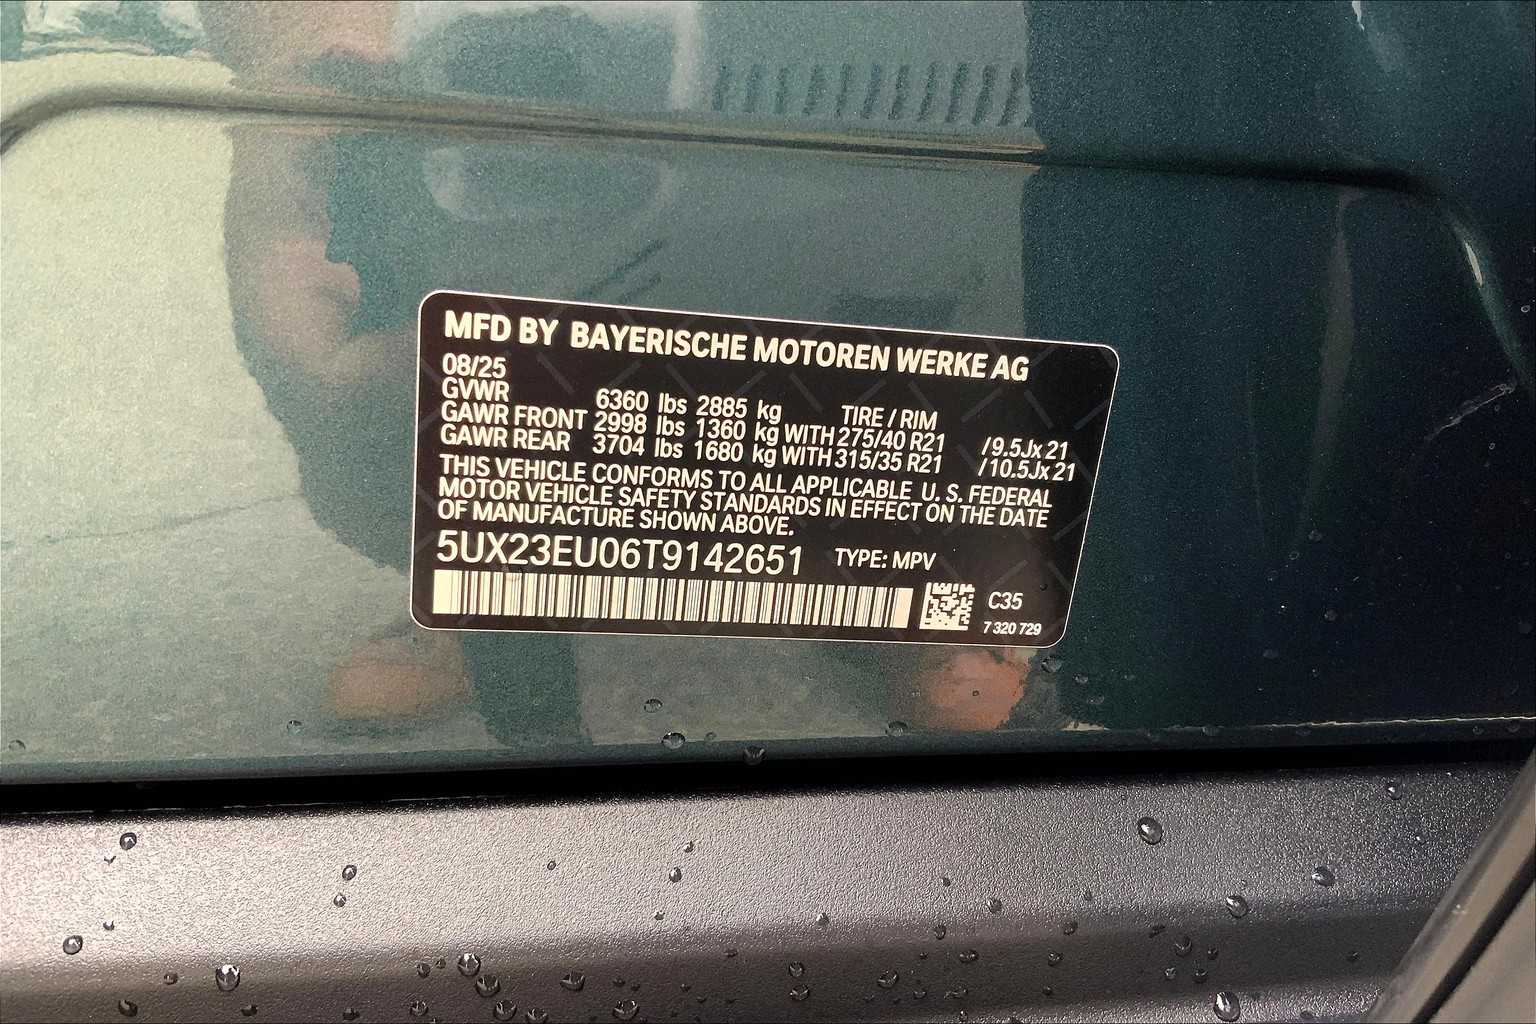 MFD BY BAYERISCHE MOTOREN WERKE AG
08/25
GVWR 6360 lbs 2885 kg TIRE / RIM
GAWR FRONT 2998 lbs 1360 kg WITH 275/40 R21 /9.5Jx 21
GAWR REAR 3704 lbs 1680 kg WITH 315/35 R21 /10.5Jx 21
THIS VEHICLE CONFORMS TO ALL APPLICABLE U. S. FEDERAL
MOTOR VEHICLE SAFETY STANDARDS IN EFFECT ON THE DATE
OF MANUFACTURE SHOWN ABOVE.
5UX23EU06T9142651 TYPE: MPV
C35
7 320 729